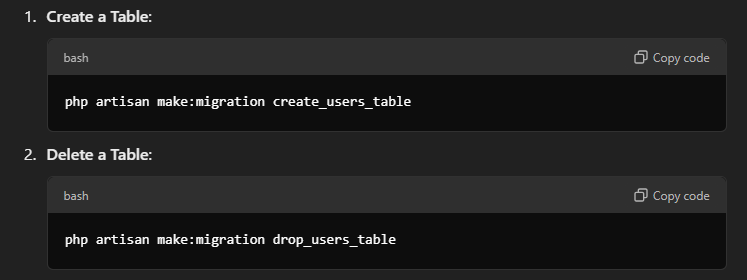 1. Create a Table:
bash
Copy code
php artisan make:migration create_users_table
2. Delete a Table:
bash
Copy code
php artisan make:migration drop_users_table